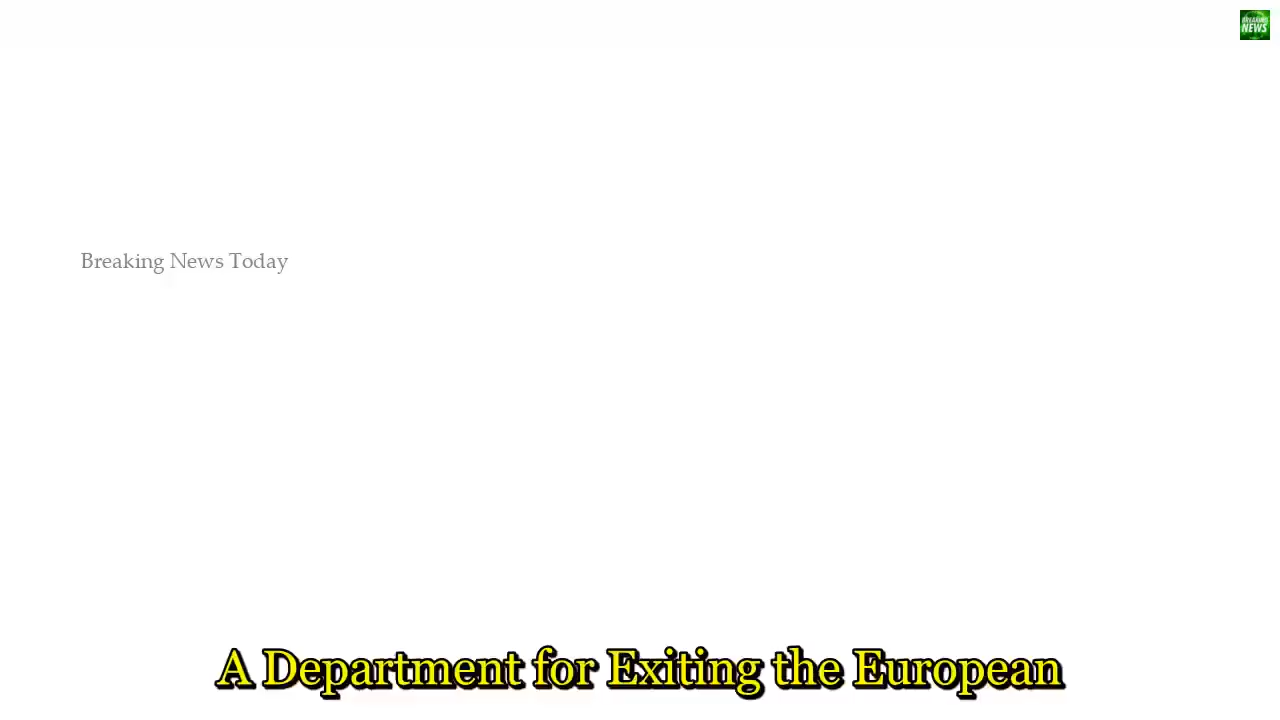 BREAKING
NEWS
Breaking News Today
A Department for Exiting the European